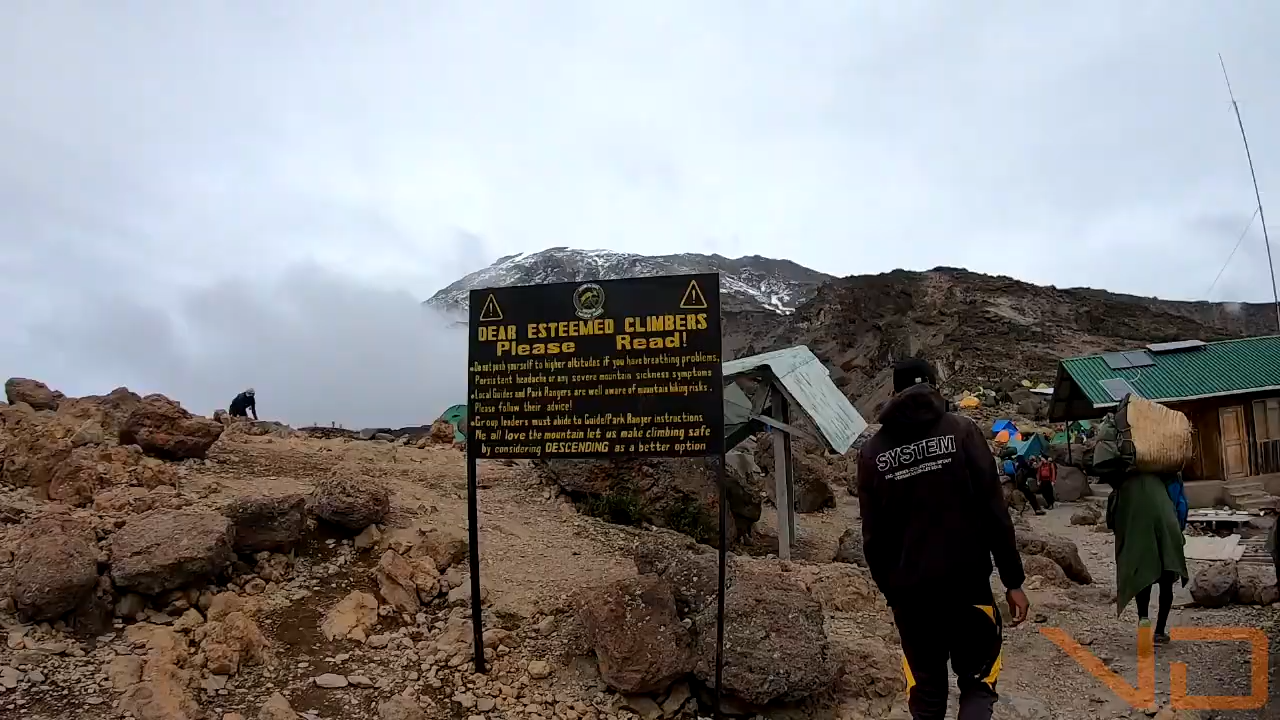 DEAR ESTEEMED CLIMBERS
Please Read!
•Do not push yourself to higher altitudes if you have breathing problems,
Persistent headache or any severe mountain sickness symptoms
•Local Guides and Park Rangers are well aware of mountain hiking risks.
Please follow their advice!
•Group leaders must abide to Guide/Park Ranger instructions
We all love the mountain let us make climbing safe
by considering DESCENDING as a better option
SYSTEM
VD